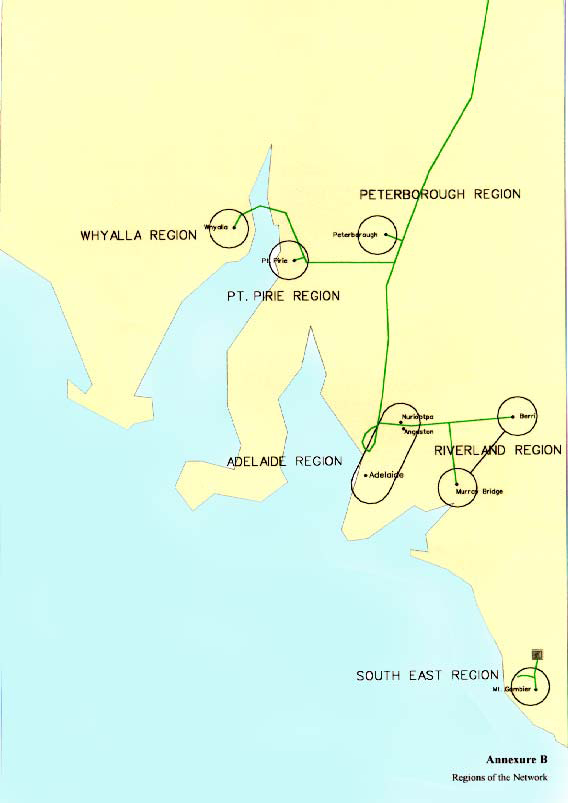 PETERBOROUGH REGION
Whyalla
WHYALLA REGION
Peterborough
Pt. Pirie
PT. PIRIE REGION
Nuriootpa
Angaston
Berri
RIVERLAND REGION
ADELAIDE REGION
Adelaide
Murray Bridge
SOUTH EAST REGION
Mt. Gambier
Annexure B
Regions of the Network